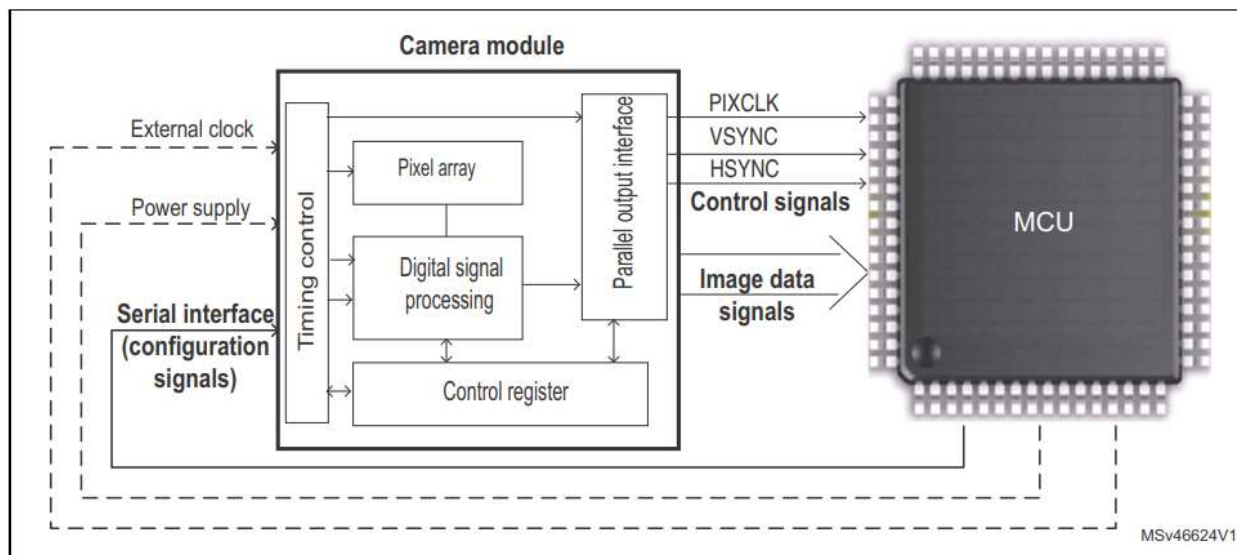 Camera module
External clock
Power supply
Serial interface
(configuration
signals)
Timing control
Pixel array
Digital signal
processing
Control register
Parallel output interface
PIXCLK
VSYNC
HSYNC
Control signals
Image data
signals
MCU
MSv46624V1